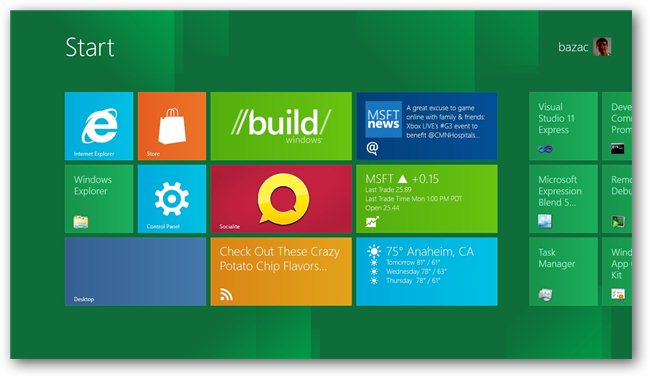 Start
bazac
Internet Explorer
Store
//build/
windows
MSFT
news
A great excuse to game
online with family & friends:
Xbox LIVE's #G3 event to
benefit @CMNHospitals...
@
Visual
Studio 11
Express
Deve
Com
Prom
Windows
Explorer
Control Panel
Socialite
MSFT ▲ +0.15
Last Trade 25.89
Last Trade Time Mon 1:00 PM PDT
Open 25.44
Microsoft
Expression
Blend 5...
Remo
Debu
Desktop
Check Out These Crazy
Potato Chip Flavors...
75° Anaheim, CA
Tomorrow 81° / 61°
Wednesday 78° / 63°
Thursday 78° / 61°
Task
Manager
Wind
App C
Kit